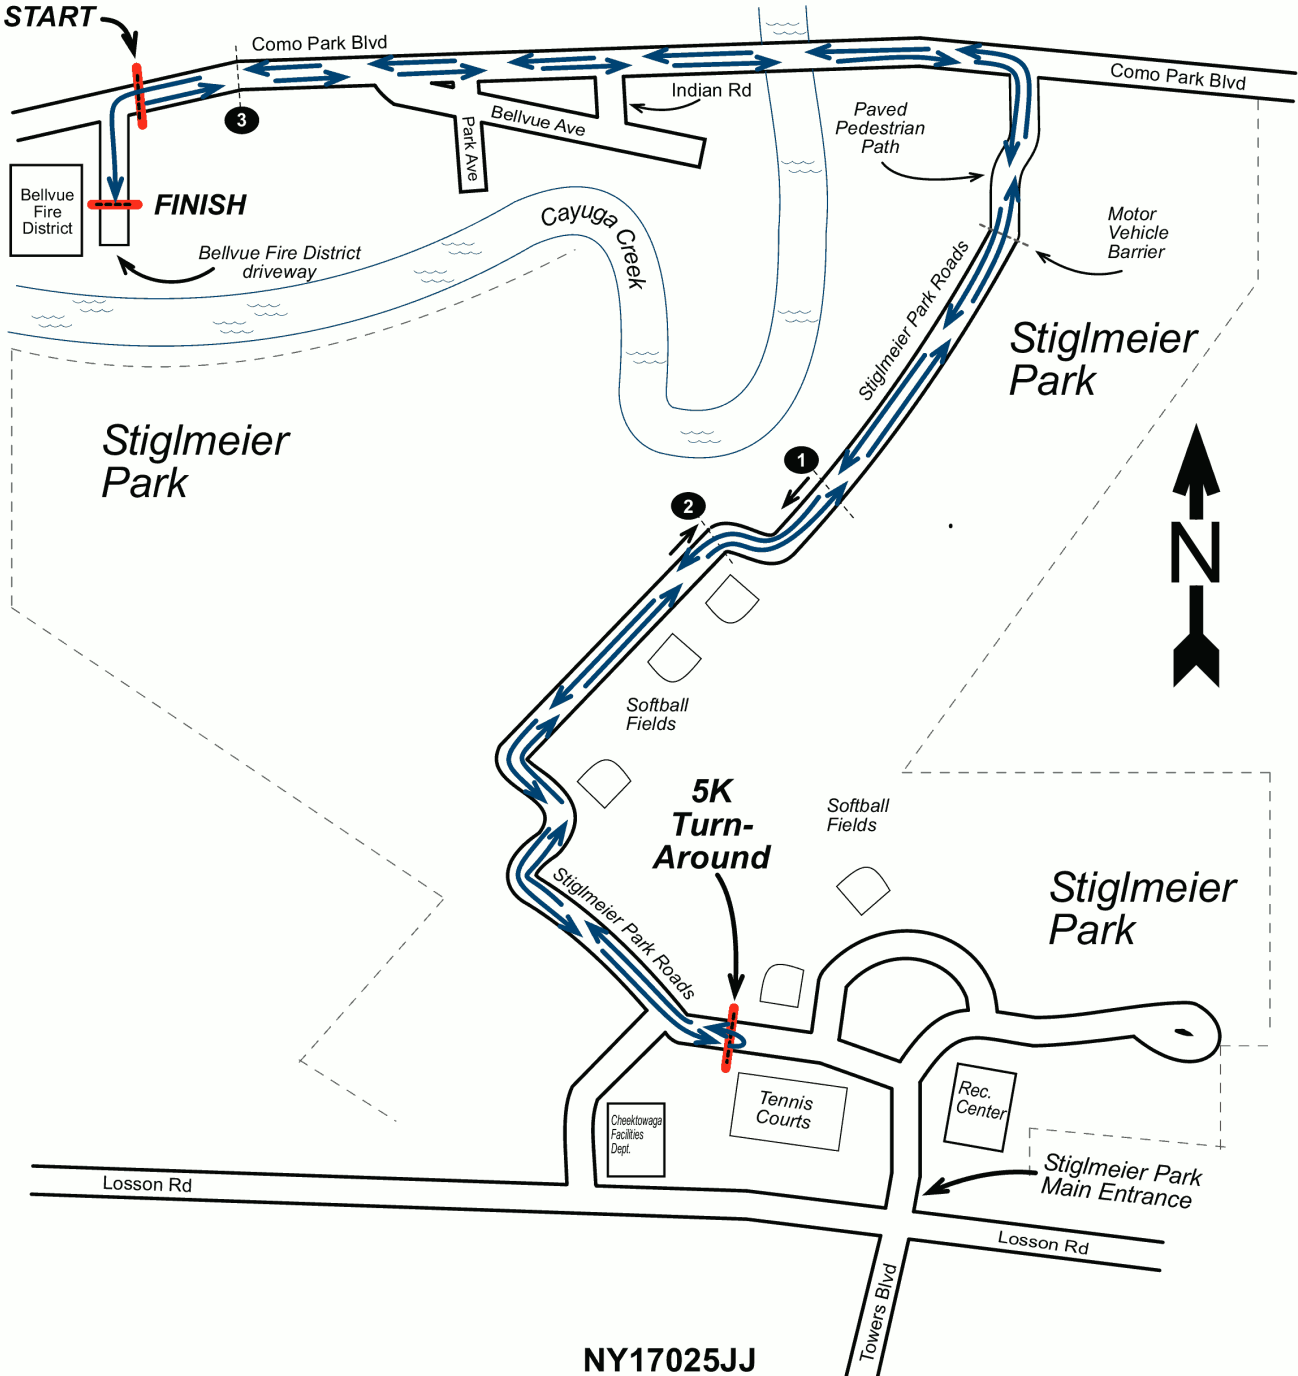 START
Como Park Blvd
Como Park Blvd
Indian Rd
3
Bellvue Ave
Park Ave
Paved
Pedestrian
Path
Bellvue
Fire
District
FINISH
Cayuga Creek
Motor
Vehicle
Barrier
Bellvue Fire District
driveway
Stiglmeier Park Roads
Stiglmeier
Park
Stiglmeier
Park
1
2
N
Softball
Fields
5K
Turn-
Around
Softball
Fields
Stiglmeier Park Roads
Stiglmeier
Park
Rec.
Center
Tennis
Courts
Cheektowaga
Facilities
Dept.
Stiglmeier Park
Main Entrance
Losson Rd
Losson Rd
Towers Blvd
NY17025JJ